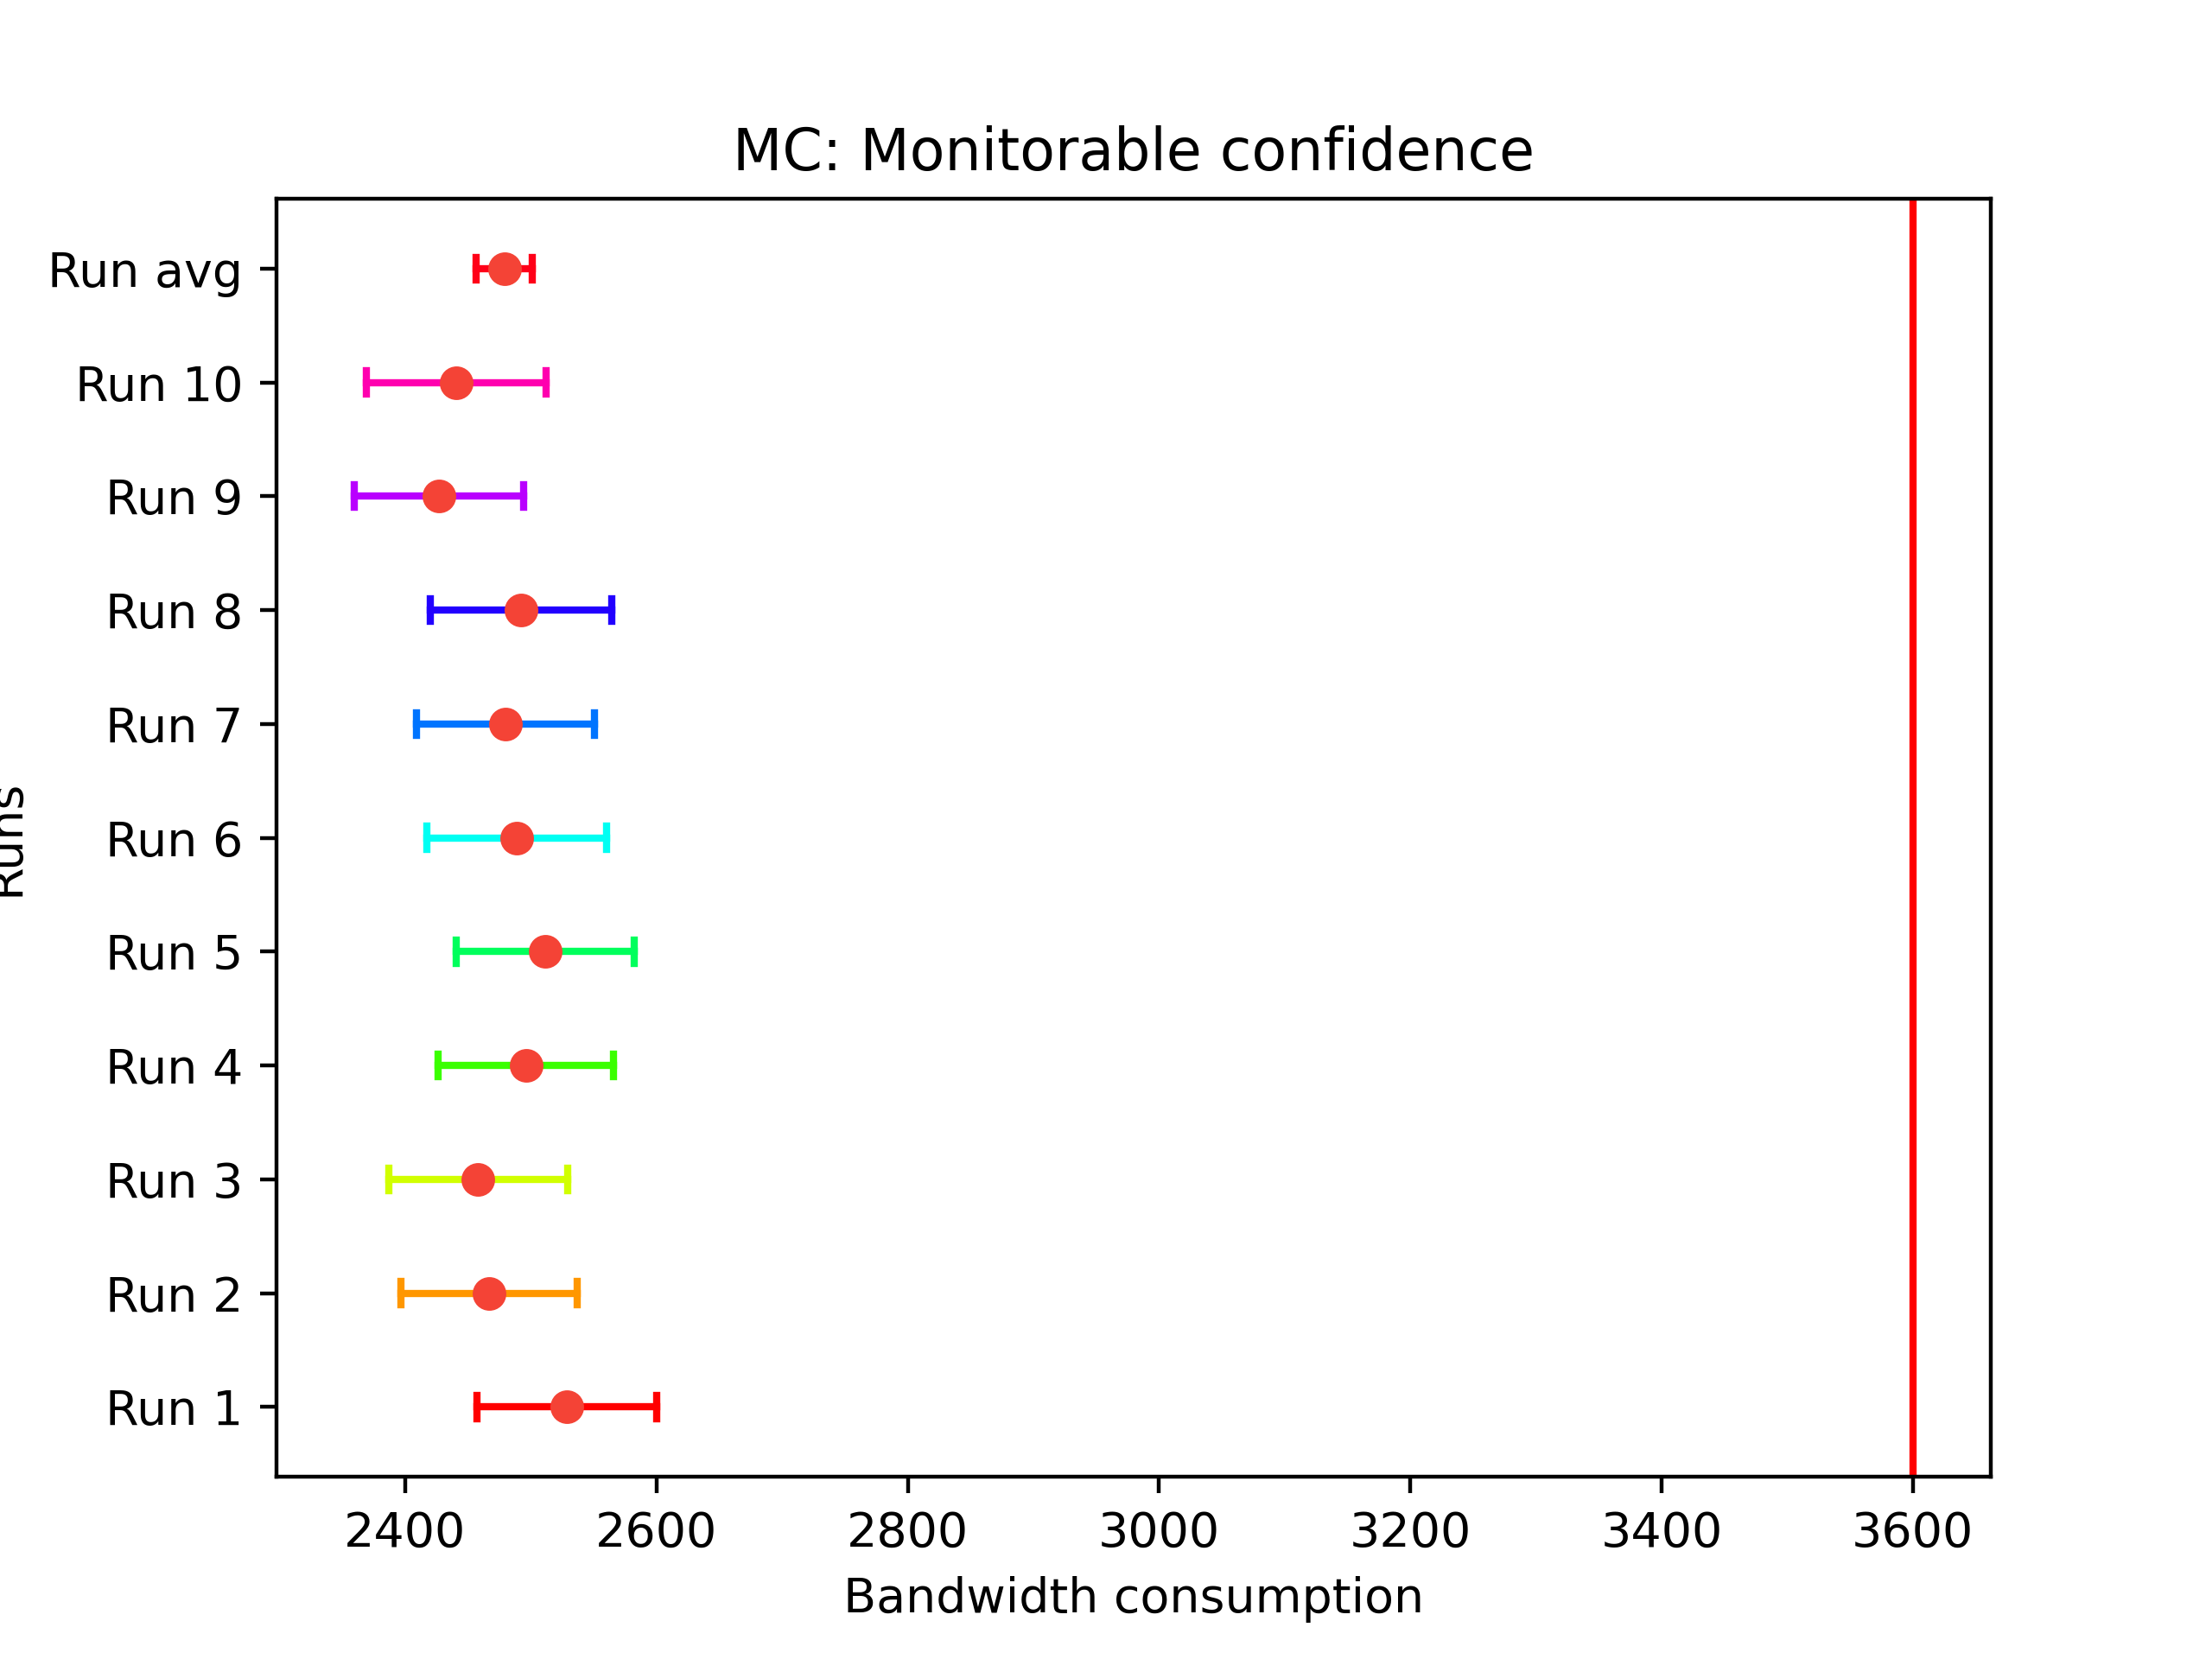 MC: Monitorable confidence
Run avg
Run 10
Run 9
Run 8
Run 7
Run 6
Run 5
Run 4
Run 3
Run 2
Run 1
Runs
2400 2600 2800 3000 3200 3400 3600
Bandwidth consumption